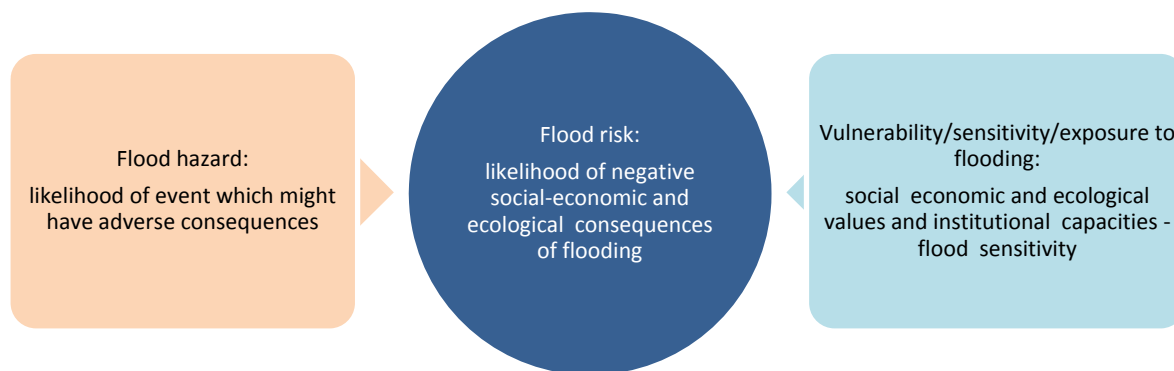 Flood hazard:
likelihood of event which might
have adverse consequences
Flood risk:
likelihood of negative
social-economic and
ecological consequences
of flooding
Vulnerability/sensitivity/exposure to
flooding:
social economic and ecological
values and institutional capacities -
flood sensitivity